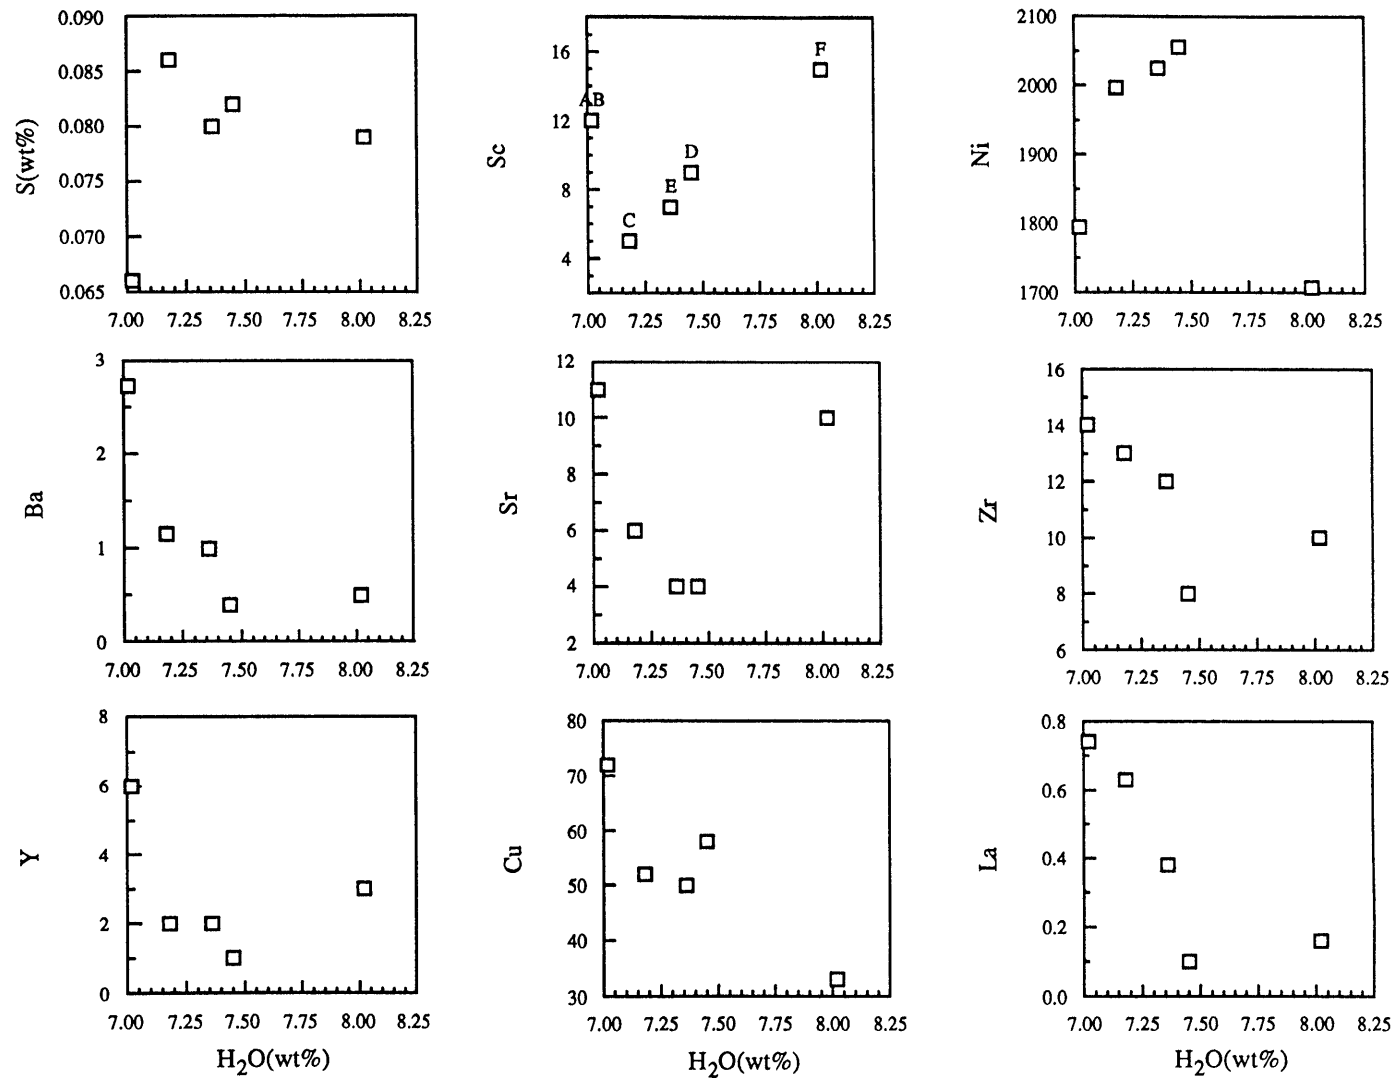 0.090
0.085
0.080
0.075
0.070
0.065
S(wt%)
7.00 7.25 7.50 7.75 8.00 8.25
16
12
8
4
Sc
AB
C
E
D
F
7.00 7.25 7.50 7.75 8.00 8.25
2100
2000
1900
1800
1700
Ni
7.00 7.25 7.50 7.75 8.00 8.25
3
2
1
0
Ba
7.00 7.25 7.50 7.75 8.00 8.25
12
10
8
6
4
2
Sr
7.00 7.25 7.50 7.75 8.00 8.25
16
14
12
10
8
6
Zr
7.00 7.25 7.50 7.75 8.00 8.25
8
6
4
2
0
Y
7.00 7.25 7.50 7.75 8.00 8.25
H2O(wt%)
80
70
60
50
40
30
Cu
7.00 7.25 7.50 7.75 8.00 8.25
H2O(wt%)
0.8
0.6
0.4
0.2
0.0
La
7.00 7.25 7.50 7.75 8.00 8.25
H2O(wt%)